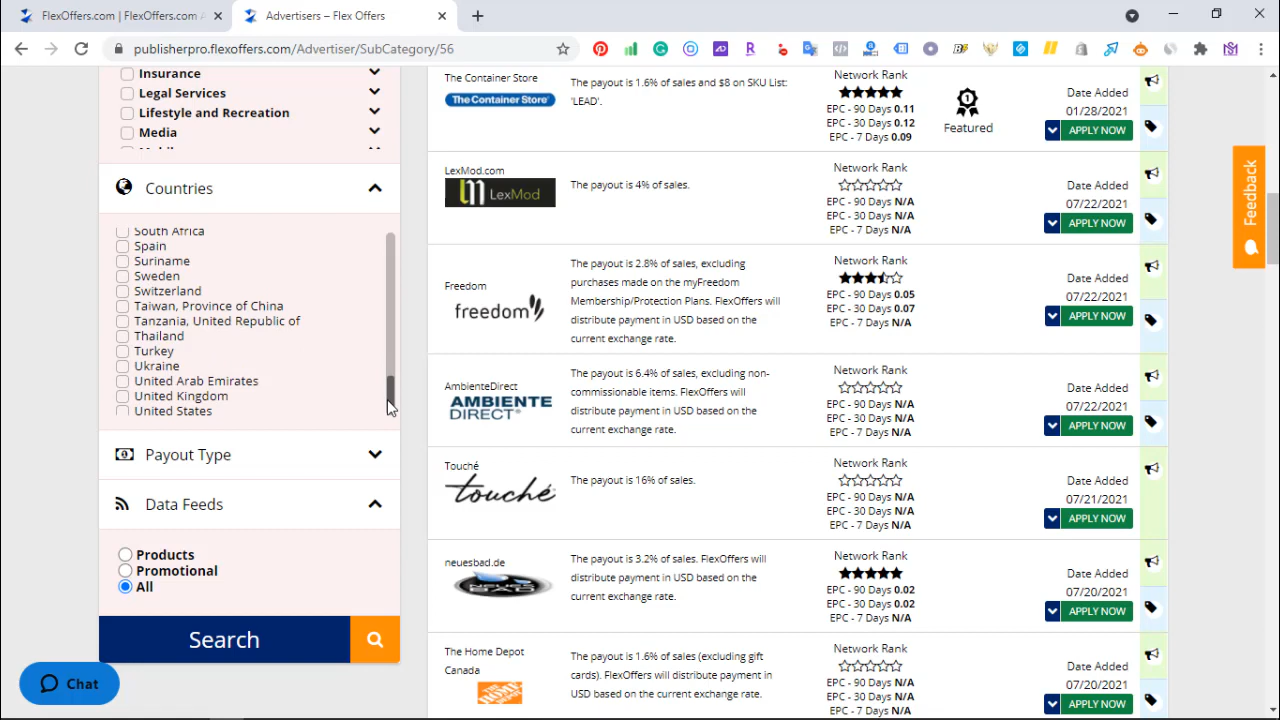 FlexOffers.com | FlexOffers.com A
Advertisers – Flex Offers
publisherpro.flexoffers.com/Advertiser/SubCategory/56
Insurance
Legal Services
Lifestyle and Recreation
Media
Countries
South Africa
Spain
Suriname
Sweden
Switzerland
Taiwan, Province of China
Tanzania, United Republic of
Thailand
Turkey
Ukraine
United Arab Emirates
United Kingdom
United States
Payout Type
Data Feeds
Products
Promotional
All
Search
Chat
The Container Store
The Container Store
The payout is 1.6% of sales and $8 on SKU List:
'LEAD'.
Network Rank
EPC - 90 Days 0.11
EPC - 30 Days 0.12
EPC - 7 Days 0.09
1
Featured
Date Added
01/28/2021
APPLY NOW
LexMod.com
LexMod
The payout is 4% of sales.
Network Rank
EPC - 90 Days N/A
EPC - 30 Days N/A
EPC - 7 Days N/A
Date Added
07/22/2021
APPLY NOW
Freedom
freedom
The payout is 2.8% of sales, excluding
purchases made on the myFreedom
Membership/Protection Plans. FlexOffers will
distribute payment in USD based on the
current exchange rate.
Network Rank
EPC - 90 Days 0.05
EPC - 30 Days 0.07
EPC - 7 Days N/A
Date Added
07/22/2021
APPLY NOW
AmbienteDirect
AMBIENTE
DIRECT
The payout is 6.4% of sales, excluding non-
commissionable items. FlexOffers will
distribute payment in USD based on the
current exchange rate.
Network Rank
EPC - 90 Days N/A
EPC - 30 Days N/A
EPC - 7 Days N/A
Date Added
07/22/2021
APPLY NOW
Touché
touché
The payout is 16% of sales.
Network Rank
EPC - 90 Days N/A
EPC - 30 Days N/A
EPC - 7 Days N/A
Date Added
07/21/2021
APPLY NOW
neuesbad.de
NEUESBAD
The payout is 3.2% of sales. FlexOffers will
distribute payment in USD based on the
current exchange rate.
Network Rank
EPC - 90 Days 0.02
EPC - 30 Days 0.02
EPC - 7 Days N/A
Date Added
07/20/2021
APPLY NOW
The Home Depot
Canada
The payout is 1.6% of sales (excluding gift
cards). FlexOffers will distribute payment in
USD based on the current exchange rate.
Network Rank
EPC - 90 Days N/A
EPC - 30 Days N/A
EPC - 7 Days N/A
Date Added
07/20/2021
APPLY NOW
Feedback